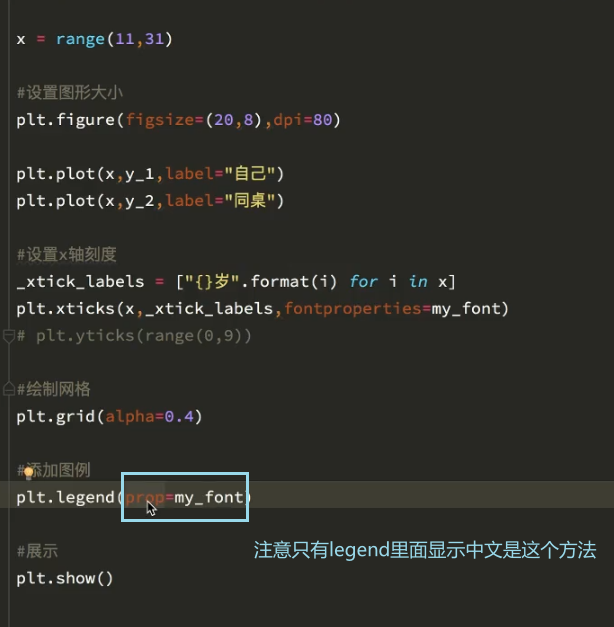 x = range(11,31)
#设置图形大小
plt.figure(figsize=(20,8),dpi=80)
plt.plot(x,y_1,label="自己")
plt.plot(x,y_2,label="同桌")
#设置x轴刻度
_xtick_labels = ["{}岁".format(i) for i in x]
plt.xticks(x,_xtick_labels,fontproperties=my_font)
# plt.yticks(range(0,9))
#绘制网格
plt.grid(alpha=0.4)
#添加图例
plt.legend(prop=my_font)
注意只有legend里面显示中文是这个方法
#展示
plt.show()